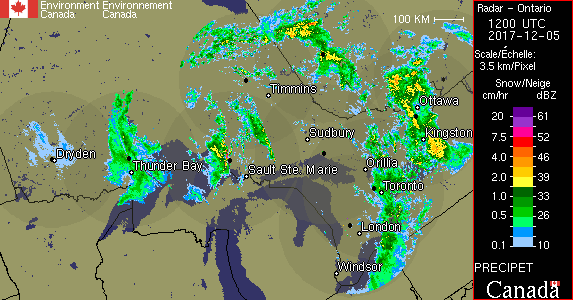 Environment Environnement
Canada Canada
100 KM
Timmins
Ottawa
Sudbury
Kingston
Dryden
Thunder Bay
Sault Ste. Marie
Orillia
Toronto
London
Windsor
Radar - Ontario
1200 UTC
2017-12-05
Scale/Échelle:
3.5 km/Pixel
Snow/Neige
cm/hr dBZ
20 61
7.5 52
4.0 46
2.0 39
1.0 33
0.5 26
0.1 10
PRECIPET
Canada